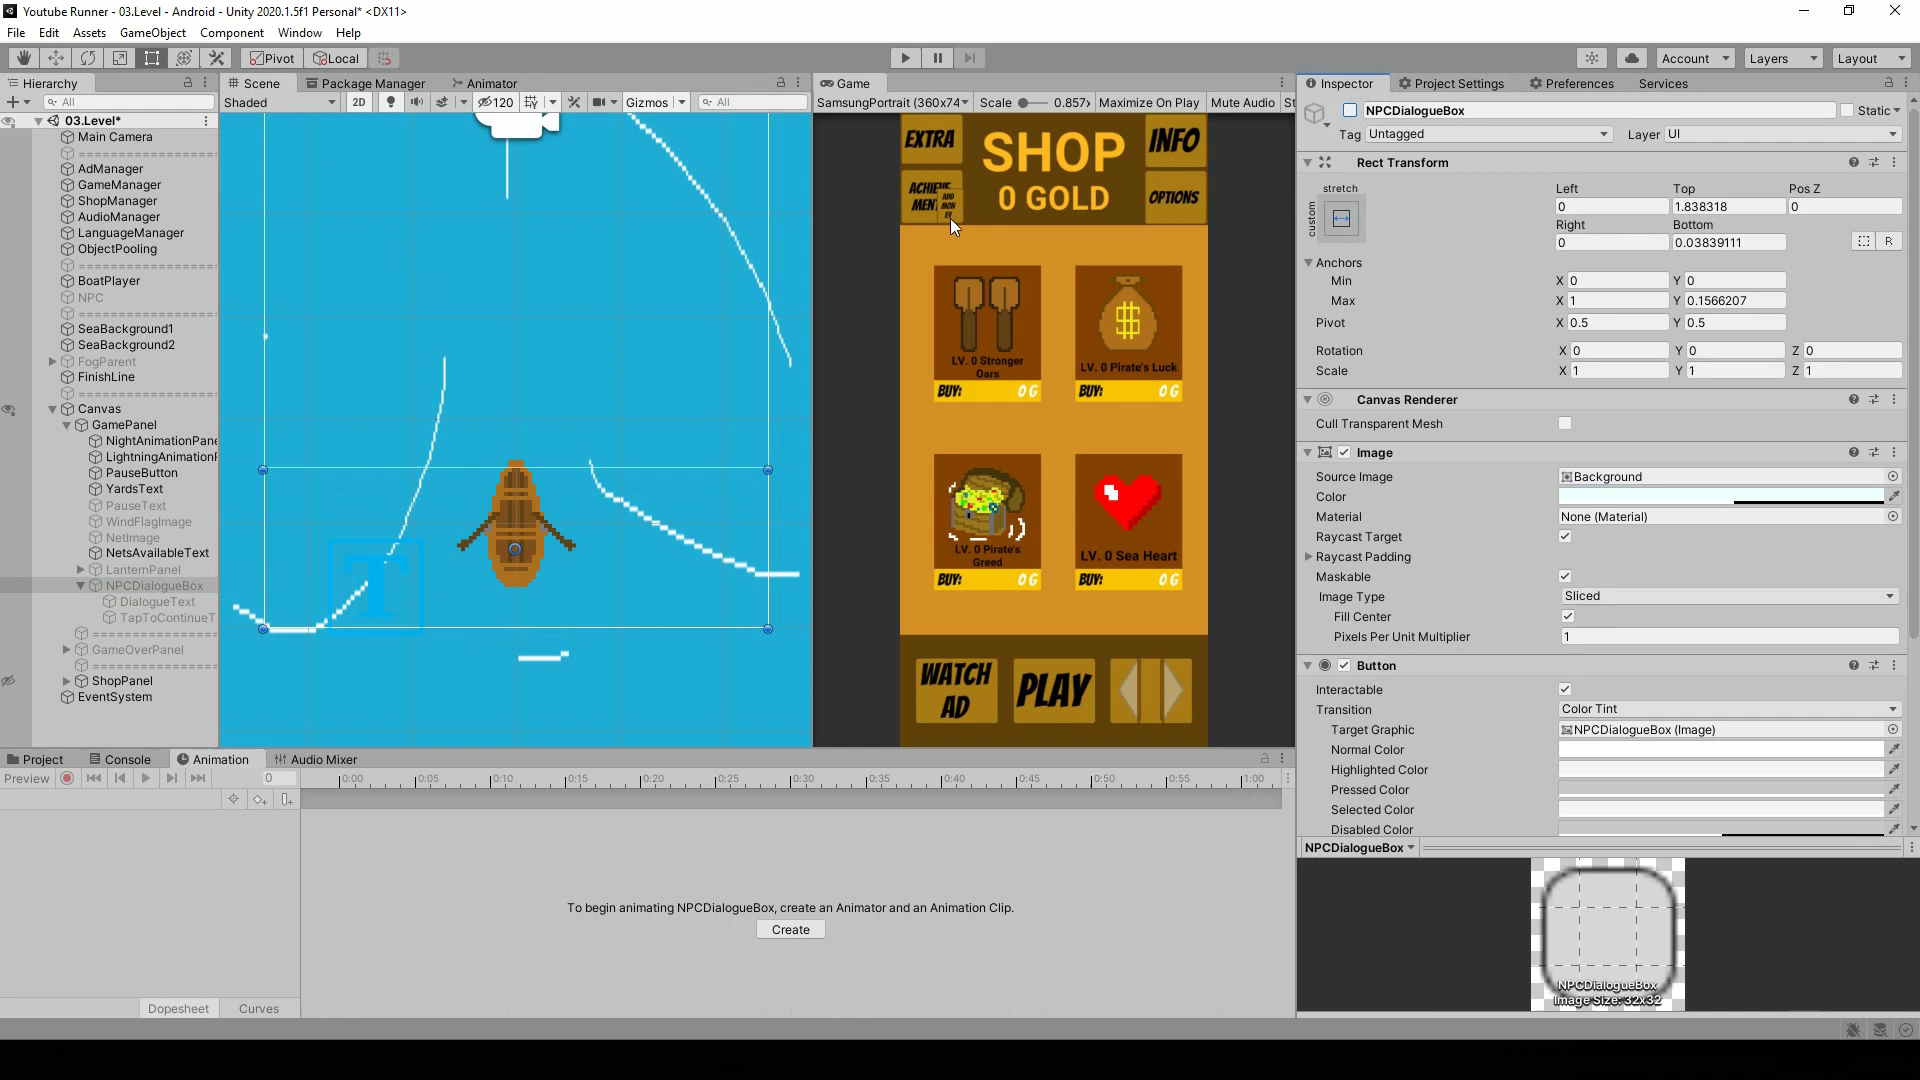 Youtube Runner - 03.Level - Android - Unity 2020.1.5f1 Personal* <DX11>
File Edit Assets GameObject Component Window Help
Pivot Local Account Layers Layout
Hierarchy Scene Package Manager Animator Game Inspector Project Settings Preferences Services
All Shaded 2D 120 Gizmos All SamsungPortrait (360x74 Scale 0.857x Maximize On Play Mute Audio St
NPCDialogueBox Static
Tag Untagged Layer UI
03.Level*
Main Camera
AdManager
GameManager
ShopManager
AudioManager
LanguageManager
ObjectPooling
BoatPlayer
NPC
SeaBackground1
SeaBackground2
FogParent
FinishLine
Canvas
GamePanel
NightAnimationPane
LightningAnimation
PauseButton
YardsText
PauseText
WindFlagImage
NetImage
NetsAvailableText
LanternPanel
NPCDialogueBox
DialogueText
TapToContinueT
GameOverPanel
ShopPanel
EventSystem
T
EXTRA
SHOP
INFO
ACHIEVE
MEN
ADD
MON
EY
0 GOLD
OPTIONS
LV. 0 Stronger
Oars
BUY: 0 G
LV. 0 Pirate's Luck
BUY: 0 G
LV. 0 Pirate's
Greed
BUY: 0 G
LV. 0 Sea Heart
BUY: 0 G
WATCH
AD
PLAY
Rect Transform
stretch
custom
Left Top Pos Z
0 1.838318 0
Right Bottom
0 0.03839111 R
Anchors
Min X 0 Y 0
Max X 1 Y 0.1566207
Pivot X 0.5 Y 0.5
Rotation X 0 Y 0 Z 0
Scale X 1 Y 1 Z 1
Canvas Renderer
Cull Transparent Mesh
Image
Source Image Background
Color
Material None (Material)
Raycast Target
Raycast Padding
Maskable
Image Type Sliced
Fill Center
Pixels Per Unit Multiplier 1
Button
Interactable
Transition Color Tint
Target Graphic NPCDialogueBox (Image)
Normal Color
Highlighted Color
Pressed Color
Selected Color
Disabled Color
NPCDialogueBox
NPCDialogueBox
Image Size: 32x32
Project Console Animation Audio Mixer
Preview 0 0:00 0:05 0:10 0:15 0:20 0:25 0:30 0:35 0:40 0:45 0:50 0:55 1:00
To begin animating NPCDialogueBox, create an Animator and an Animation Clip.
Create
Dopesheet Curves